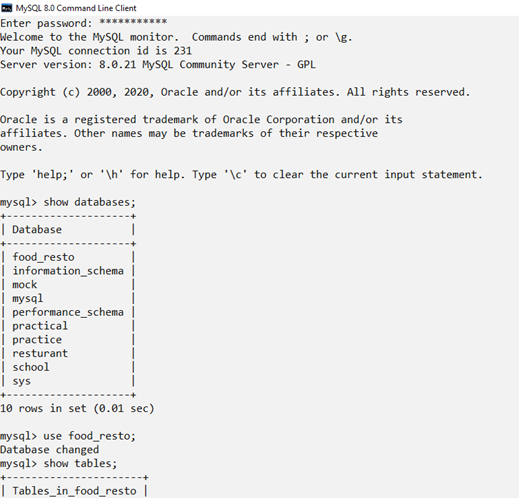 MySQL 8.0 Command Line Client
Enter password: ***********
Welcome to the MySQL monitor.  Commands end with ; or \g.
Your MySQL connection id is 231
Server version: 8.0.21 MySQL Community Server - GPL

Copyright (c) 2000, 2020, Oracle and/or its affiliates. All rights reserved.

Oracle is a registered trademark of Oracle Corporation and/or its
affiliates. Other names may be trademarks of their respective
owners.

Type 'help;' or '\h' for help. Type '\c' to clear the current input statement.

mysql> show databases;
+--------------------+
| Database           |
+--------------------+
| food_resto         |
| information_schema |
| mock               |
| mysql              |
| performance_schema |
| practical          |
| practice           |
| resturant          |
| school             |
| sys                |
+--------------------+
10 rows in set (0.01 sec)

mysql> use food_resto;
Database changed
mysql> show tables;
+----------------------+
| Tables_in_food_resto |